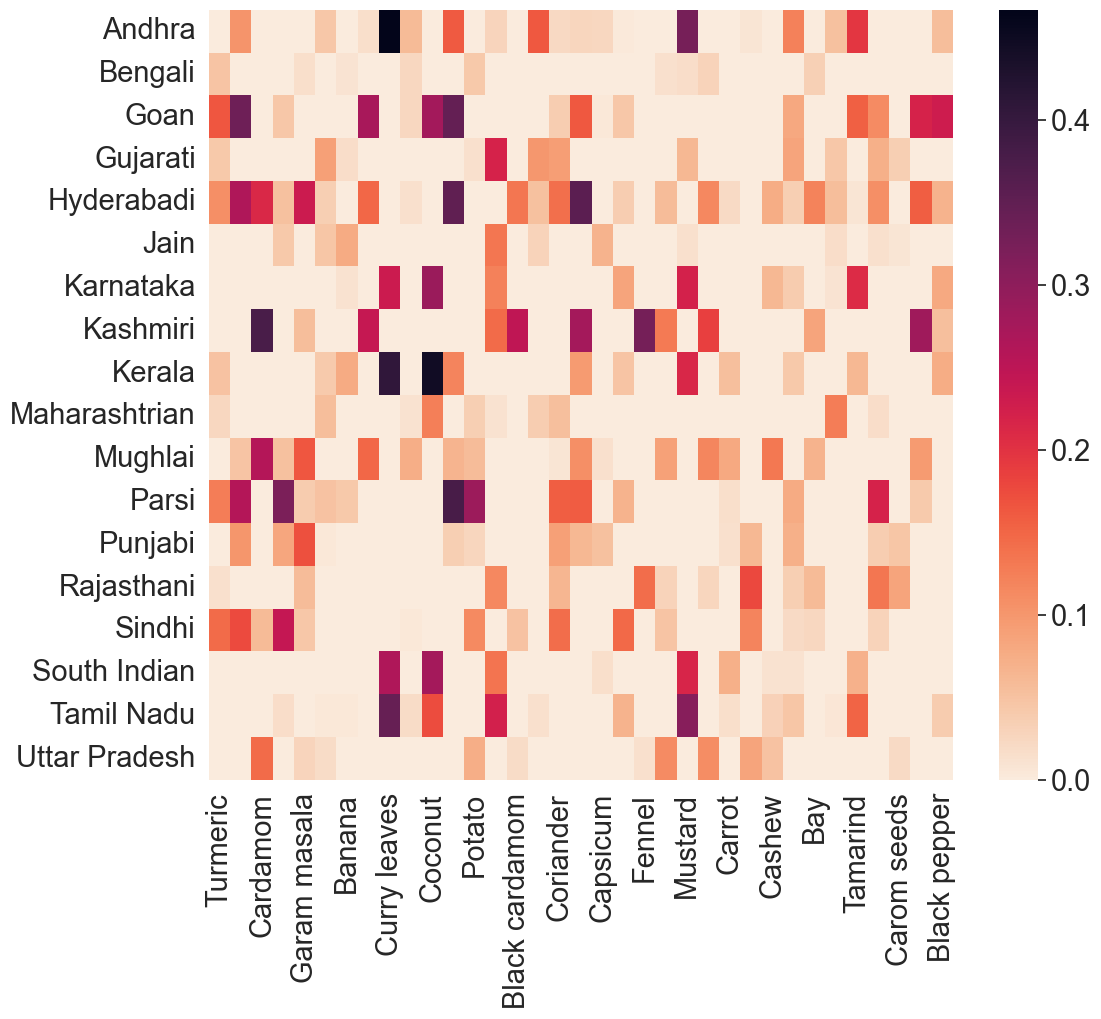 Andhra
Bengali
Goan
Gujarati
Hyderabadi
Jain
Karnataka
Kashmiri
Kerala
Maharashtrian
Mughlai
Parsi
Punjabi
Rajasthani
Sindhi
South Indian
Tamil Nadu
Uttar Pradesh
Turmeric
Cardamom
Garam masala
Banana
Curry leaves
Coconut
Potato
Black cardamom
Coriander
Capsicum
Fennel
Mustard
Carrot
Cashew
Bay
Tamarind
Carom seeds
Black pepper
0.4
0.3
0.2
0.1
0.0